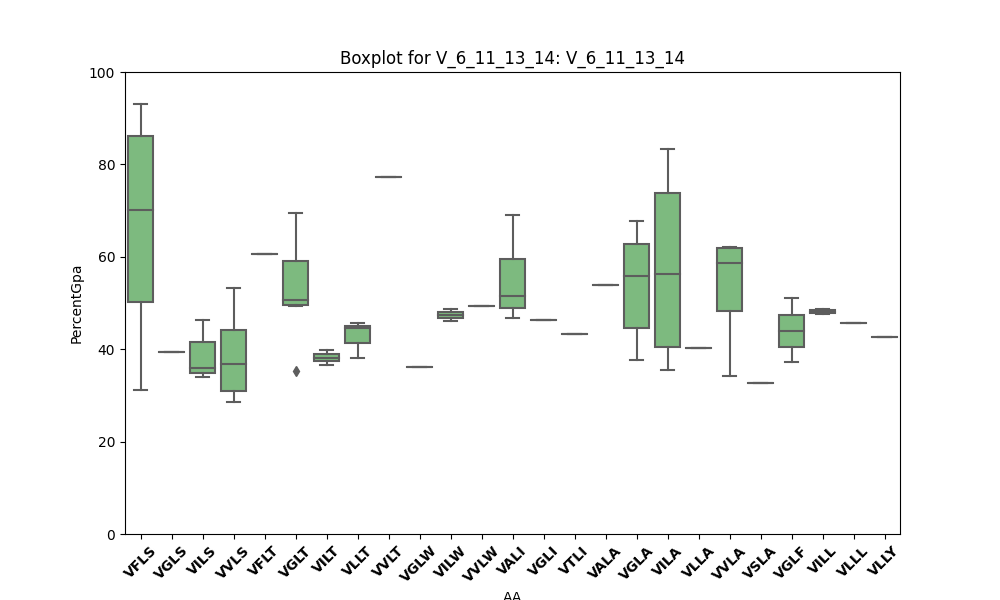 Boxplot for V_6_11_13_14: V_6_11_13_14
100
80
60
40
20
0
PercentGpa
VFLS VGLS VILS VVLS VFLT VGLT VILT VLLT VVLT VGLW VILW VVLW VALI VGLI VTLI VALA VGLA VILA VLLA VVLA VSLA VGLF VILL VLLL VLLY
AA